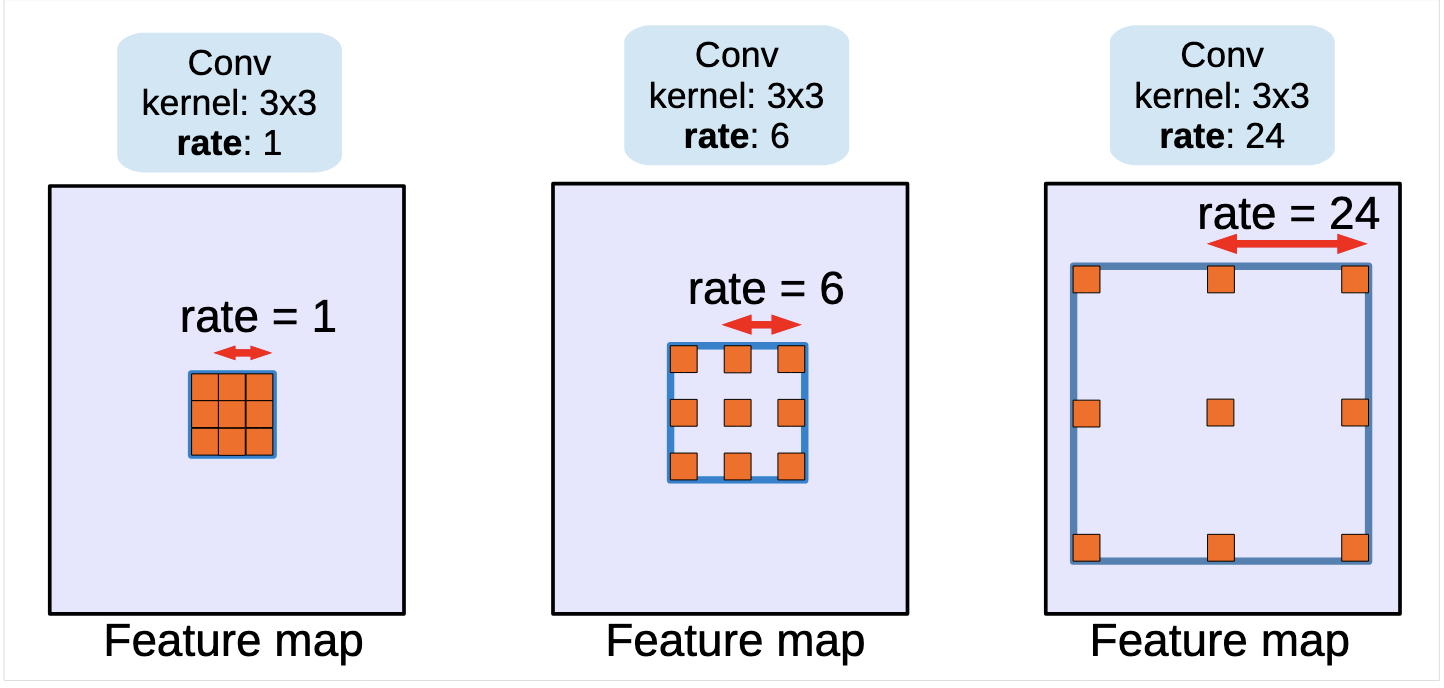 Conv
kernel: 3x3
rate: 1
Conv
kernel: 3x3
rate: 6
Conv
kernel: 3x3
rate: 24
rate = 1
rate = 6
rate = 24
Feature map
Feature map
Feature map